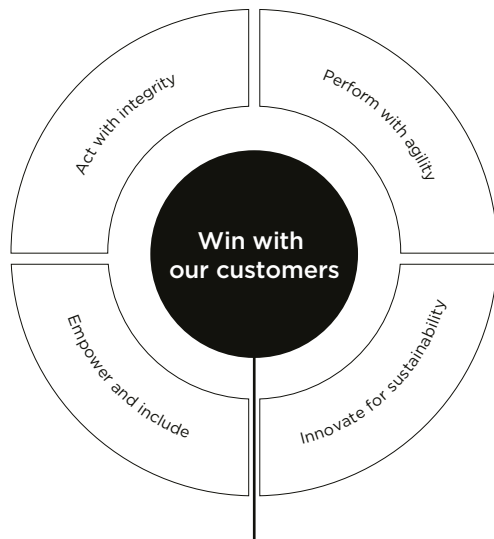 Act with integrity
Perform with agility
Win with
our customers
Empower and include
Innovate for sustainability